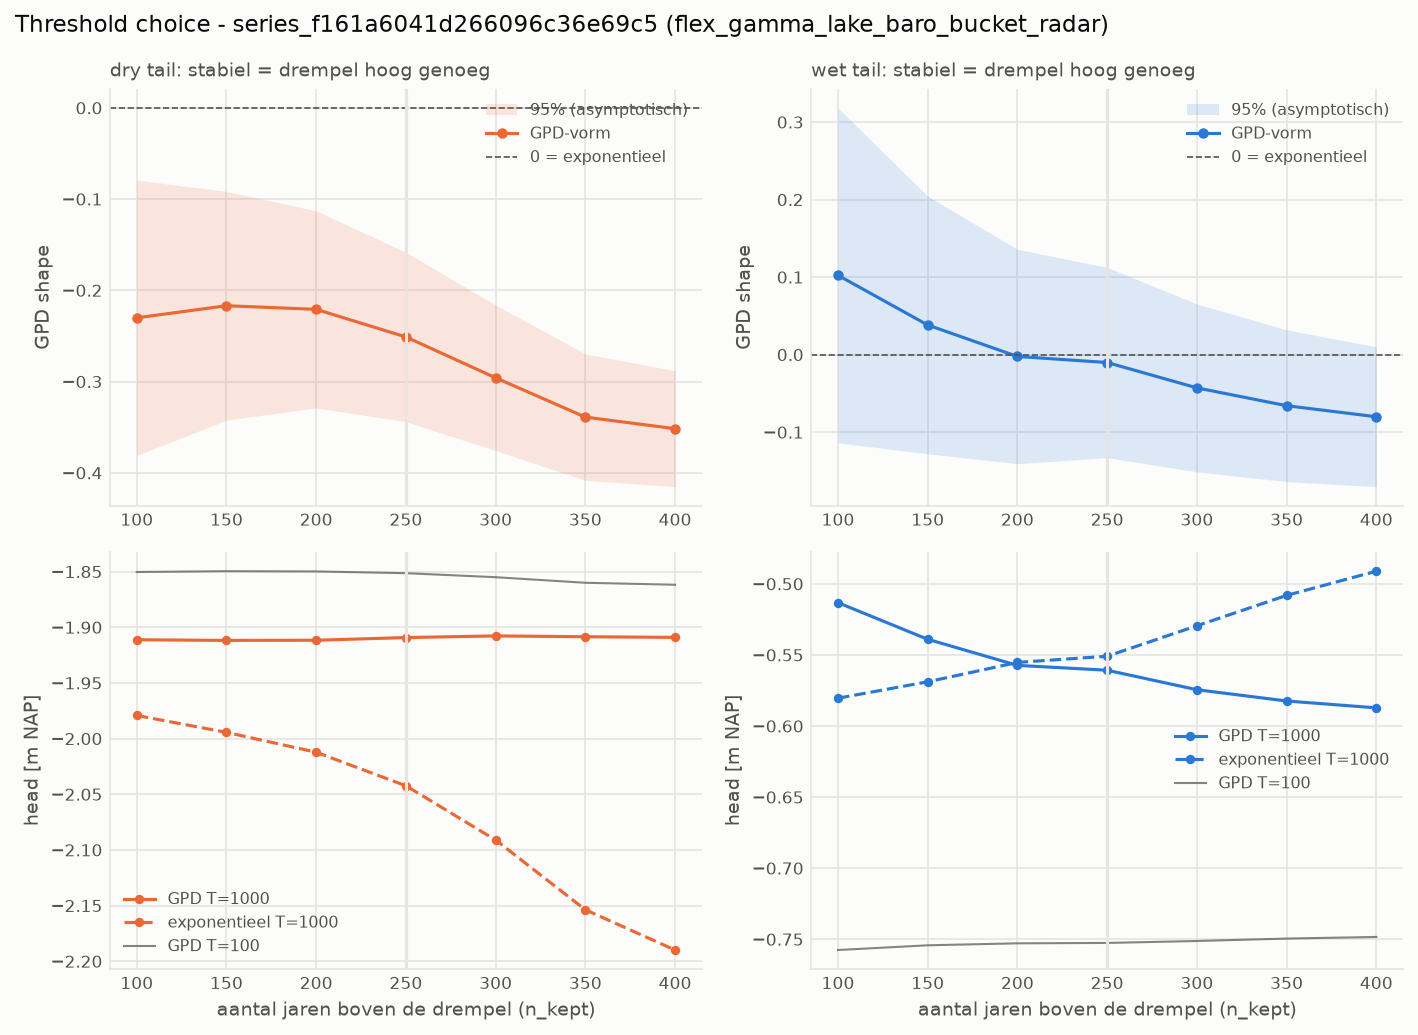 Threshold choice - series_f161a6041d266096c36e69c5 (flex_gamma_lake_baro_bucket_radar)
dry tail: stabiel = drempel hoog genoeg
95% (asymptotisch)
GPD-vorm
0 = exponentieel
GPD shape
0.0
−0.1
−0.2
−0.3
−0.4
100 150 200 250 300 350 400
wet tail: stabiel = drempel hoog genoeg
95% (asymptotisch)
GPD-vorm
0 = exponentieel
GPD shape
0.3
0.2
0.1
0.0
−0.1
100 150 200 250 300 350 400
head [m NAP]
−1.85
−1.90
−1.95
−2.00
−2.05
−2.10
−2.15
−2.20
GPD T=1000
exponentieel T=1000
GPD T=100
100 150 200 250 300 350 400
aantal jaren boven de drempel (n_kept)
head [m NAP]
−0.50
−0.55
−0.60
−0.65
−0.70
−0.75
GPD T=1000
exponentieel T=1000
GPD T=100
100 150 200 250 300 350 400
aantal jaren boven de drempel (n_kept)